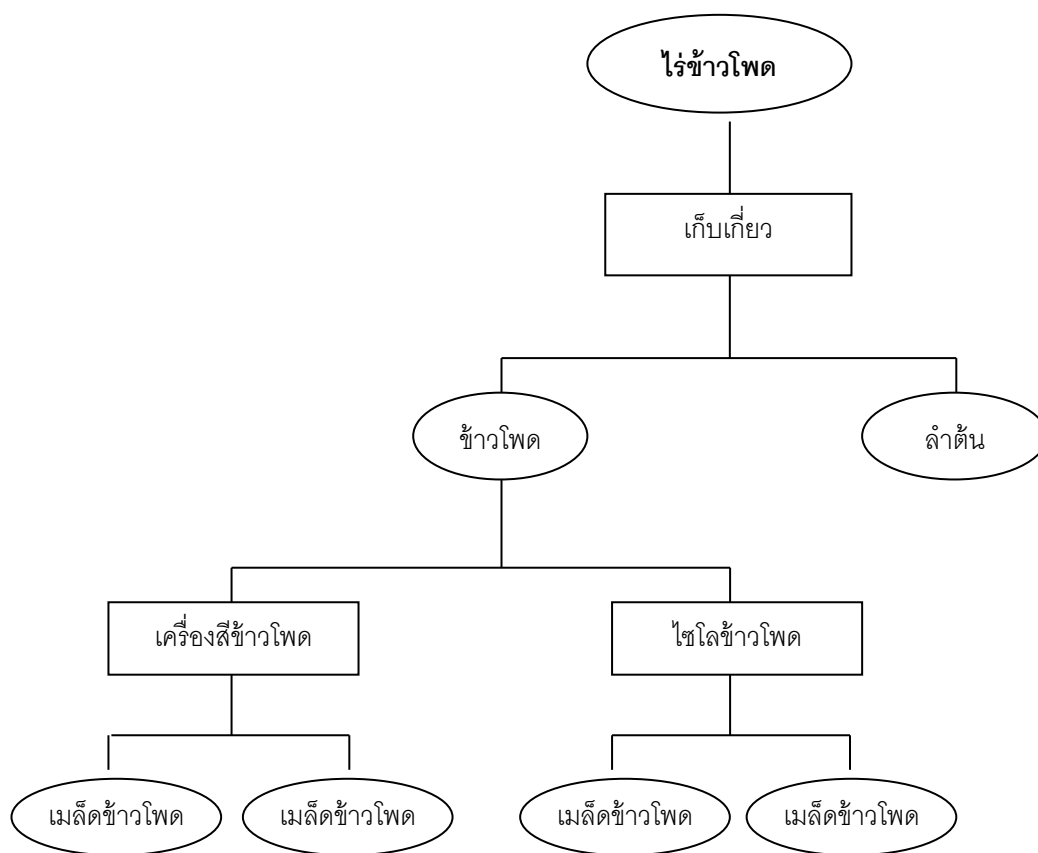 ไร่ข้าวโพด
เก็บเกี่ยว
ข้าวโพด
ลำต้น
เครื่องสีข้าวโพด
ไซโลข้าวโพด
เมล็ดข้าวโพด
เมล็ดข้าวโพด
เมล็ดข้าวโพด
เมล็ดข้าวโพด